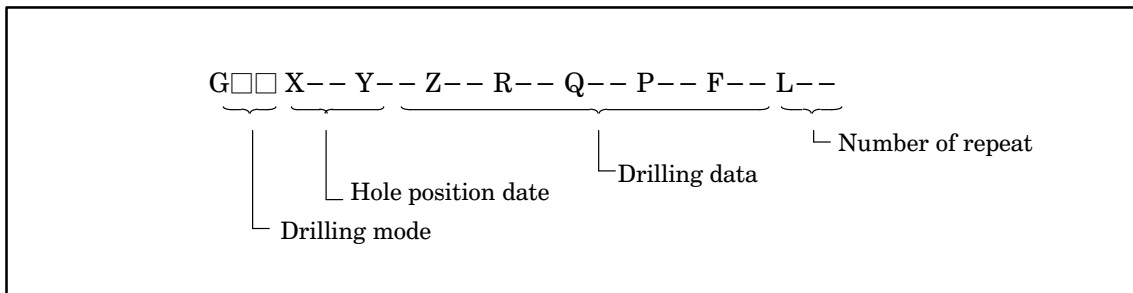 G□□ X-- Y-- Z-- R-- Q-- P-- F-- L--
Number of repeat
Drilling data
Hole position date
Drilling mode